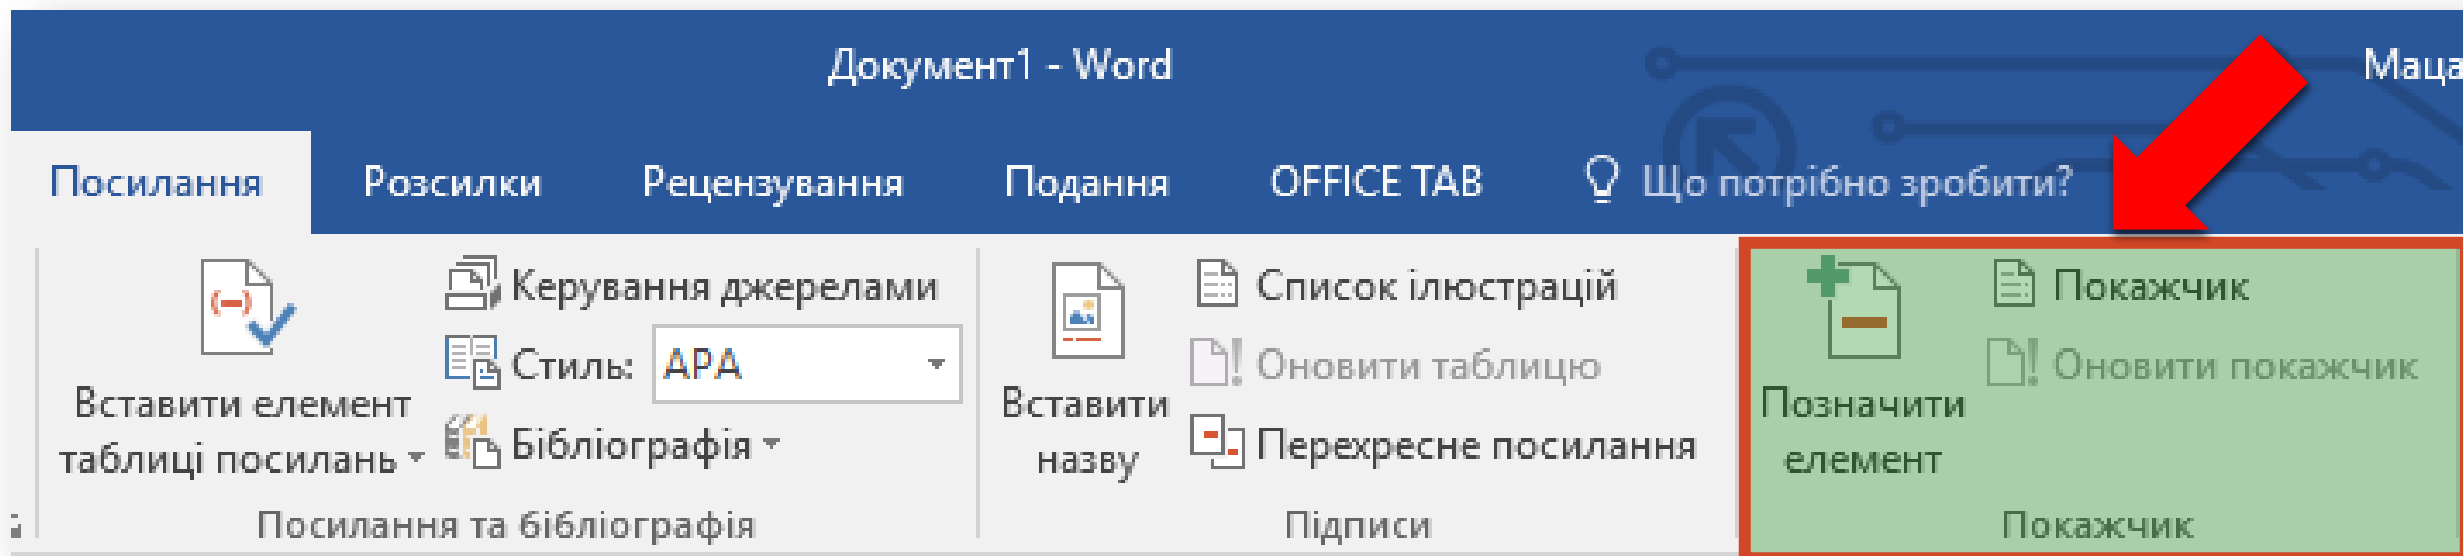 Документ1 - Word
Маца
Посилання
Розсилки
Рецензування
Подання
OFFICE TAB
Що потрібно зробити?
Вставити елемент
таблиці посилань
Керування джерелами
Стиль: APA
Бібліографія
Посилання та бібліографія
Вставити
назву
Список ілюстрацій
Оновити таблицю
Перехресне посилання
Підписи
Позначити
елемент
Покажчик
Оновити покажчик
Покажчик